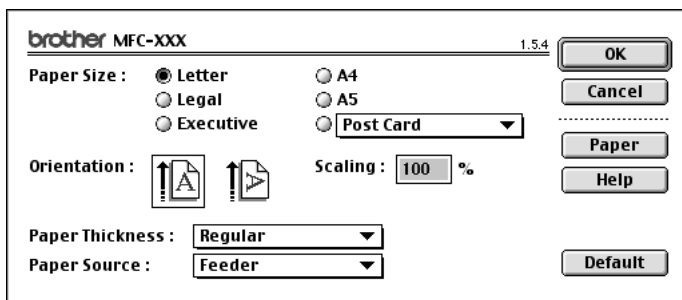 brother MFC-XXX 1.5.4
OK
Paper Size : Letter A4
Cancel
Legal A5
Executive Post Card
Paper
Orientation : A A Scaling : 100 %
Help
Paper Thickness : Regular
Paper Source : Feeder Default